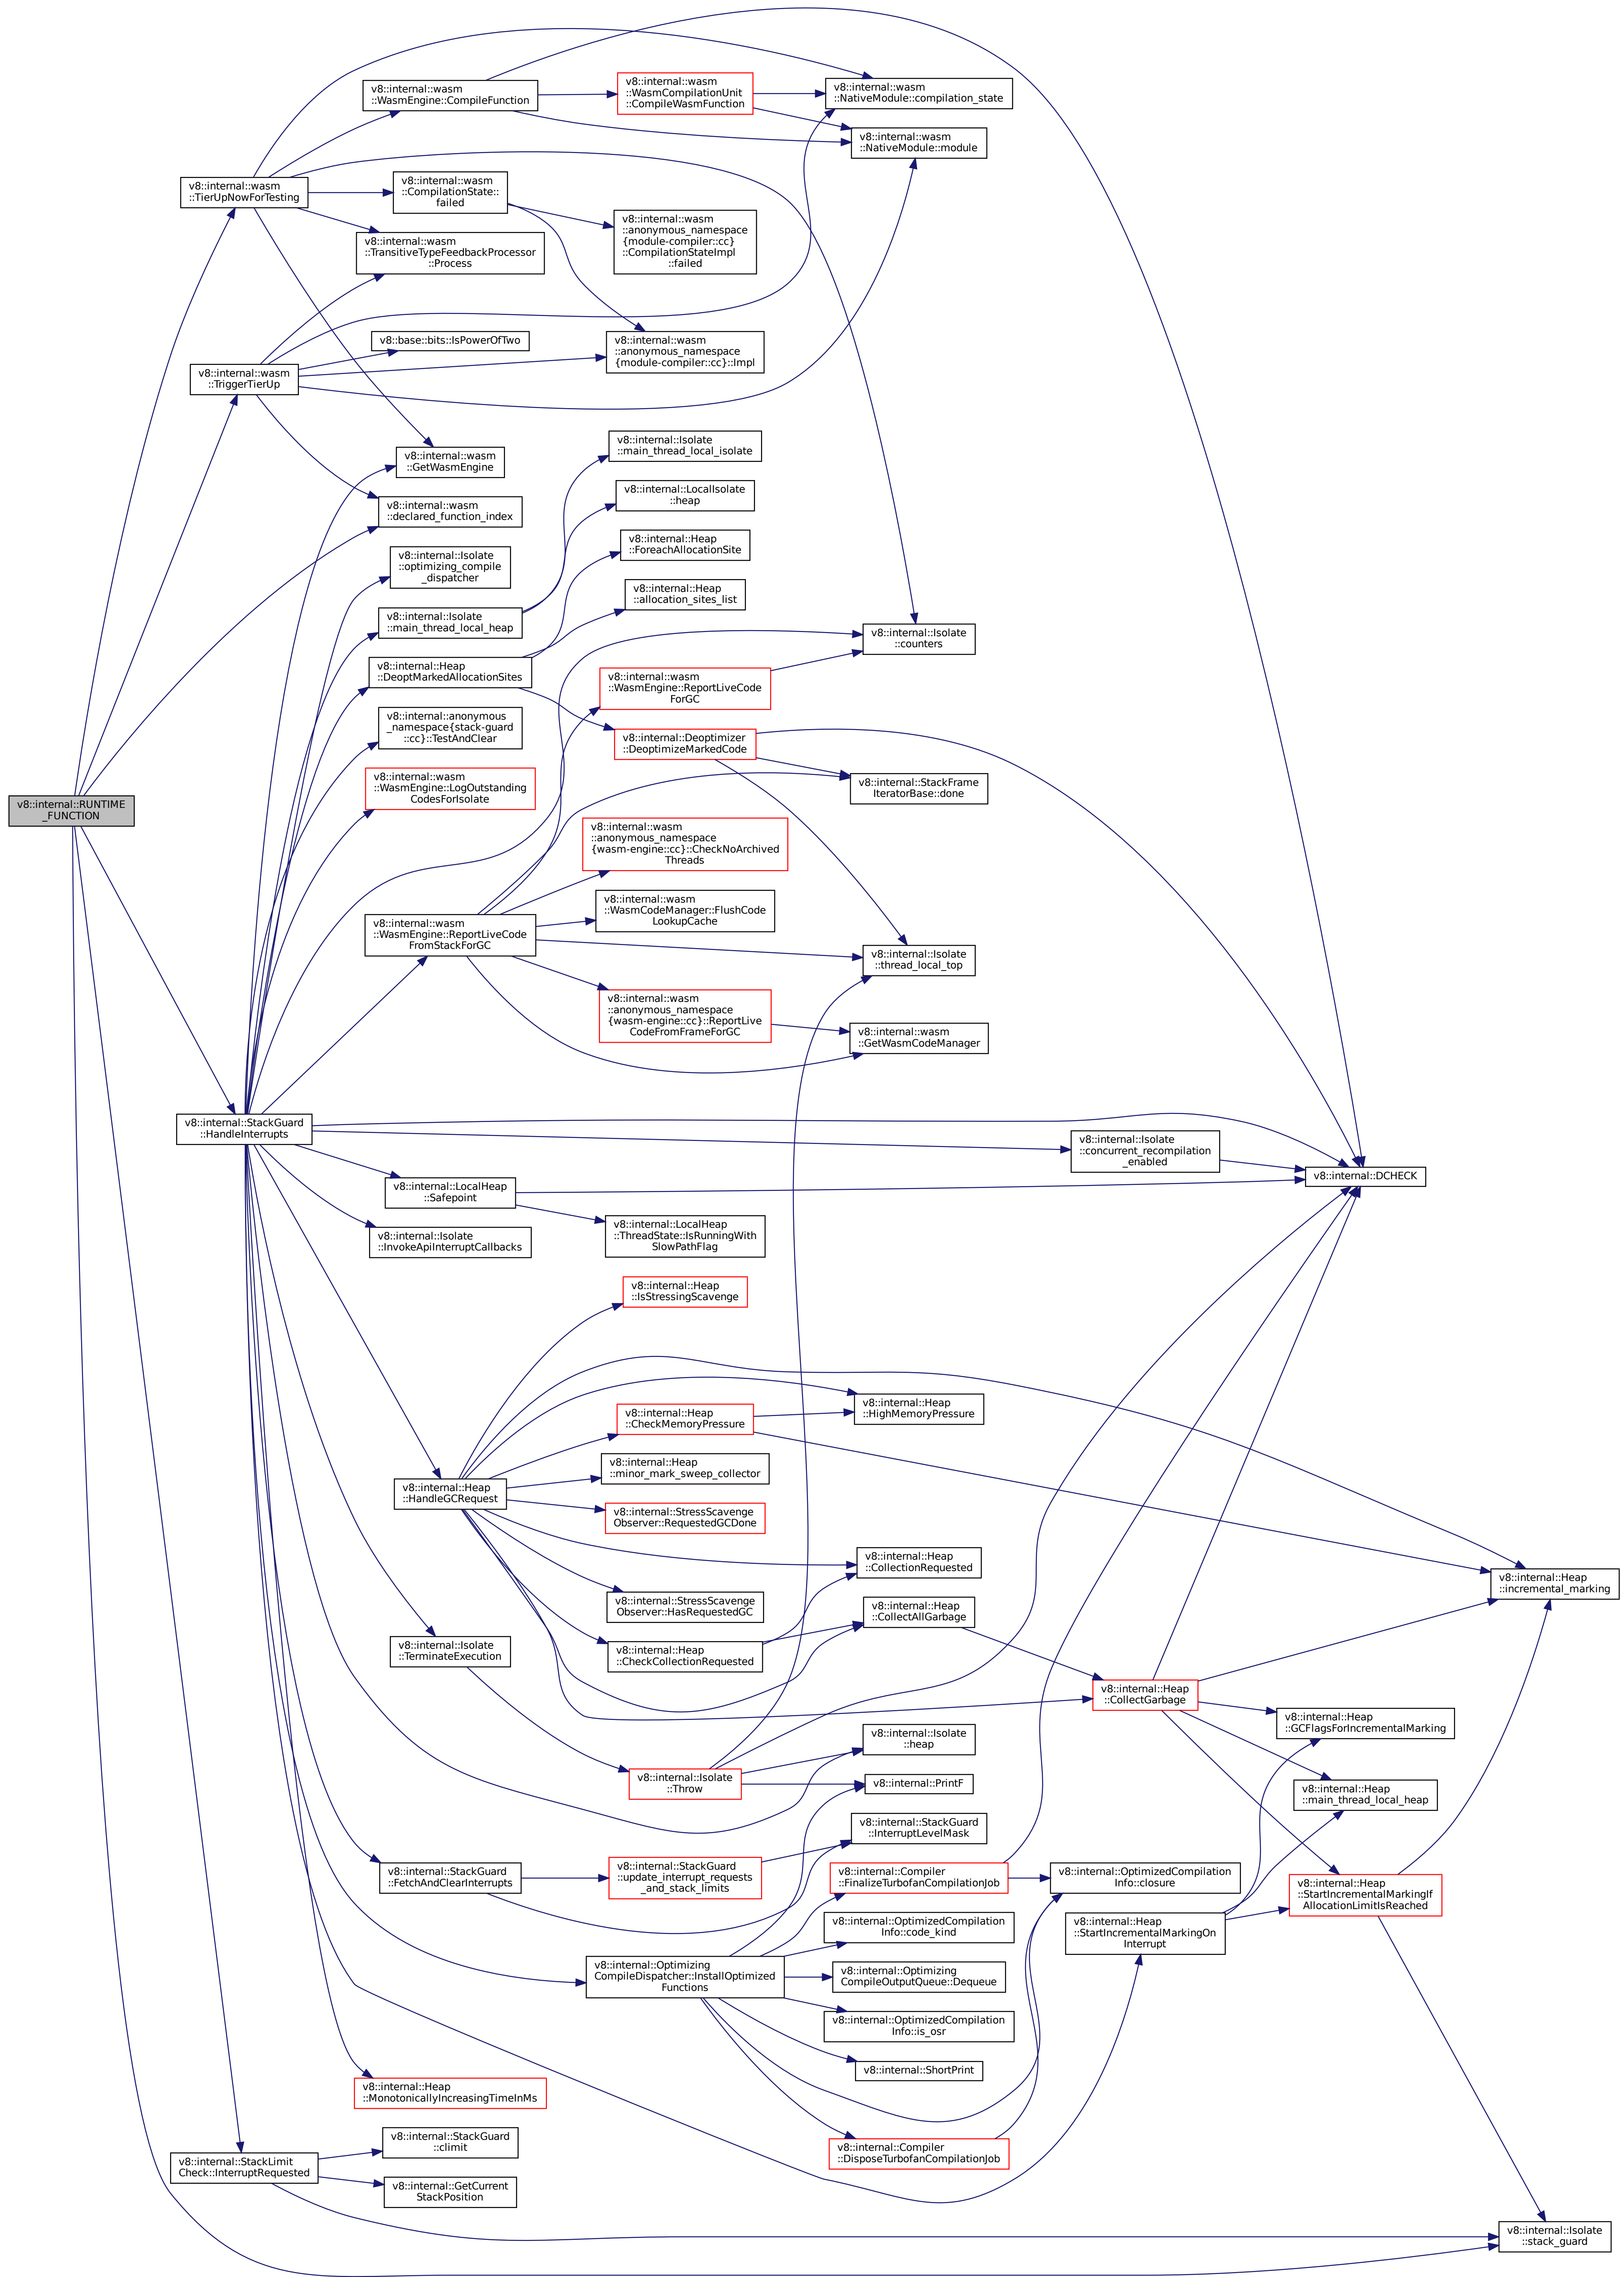 v8::internal::RUNTIME
_FUNCTION
v8::internal::wasm
::TierUpNowForTesting
v8::internal::wasm
::TriggerTierUp
v8::internal::StackGuard
::HandleInterrupts
v8::internal::StackLimit
Check::InterruptRequested
v8::internal::wasm
::WasmEngine::CompileFunction
v8::internal::wasm
::CompilationState::
failed
v8::internal::wasm
::TransitiveTypeFeedbackProcessor
::Process
v8::base::bits::IsPowerOfTwo
v8::internal::wasm
::GetWasmEngine
v8::internal::wasm
::declared_function_index
v8::internal::Isolate
::optimizing_compile
_dispatcher
v8::internal::Isolate
::main_thread_local_heap
v8::internal::Heap
::DeoptMarkedAllocationSites
v8::internal::anonymous
_namespace{stack-guard
::cc}::TestAndClear
v8::internal::wasm
::WasmEngine::LogOutstanding
CodesForIsolate
v8::internal::wasm
::WasmEngine::ReportLiveCode
FromStackForGC
v8::internal::LocalHeap
::Safepoint
v8::internal::Isolate
::InvokeApiInterruptCallbacks
v8::internal::Heap
::HandleGCRequest
v8::internal::Isolate
::TerminateExecution
v8::internal::StackGuard
::FetchAndClearInterrupts
v8::internal::Heap
::MonotonicallyIncreasingTimeInMs
v8::internal::StackGuard
::climit
v8::internal::GetCurrent
StackPosition
v8::internal::wasm
::WasmCompilationUnit
::CompileWasmFunction
v8::internal::wasm
::anonymous_namespace
{module-compiler::cc}
::CompilationStateImpl
::failed
v8::internal::wasm
::anonymous_namespace
{module-compiler::cc}::Impl
v8::internal::Isolate
::main_thread_local_isolate
v8::internal::LocalIsolate
::heap
v8::internal::Heap
::ForeachAllocationSite
v8::internal::Heap
::allocation_sites_list
v8::internal::wasm
::WasmEngine::ReportLiveCode
ForGC
v8::internal::Deoptimizer
::DeoptimizeMarkedCode
v8::internal::wasm
::anonymous_namespace
{wasm-engine::cc}::CheckNoArchived
Threads
v8::internal::wasm
::WasmCodeManager::FlushCode
LookupCache
v8::internal::wasm
::anonymous_namespace
{wasm-engine::cc}::ReportLive
CodeFromFrameForGC
v8::internal::LocalHeap
::ThreadState::IsRunningWith
SlowPathFlag
v8::internal::Heap
::IsStressingScavenge
v8::internal::Heap
::CheckMemoryPressure
v8::internal::Heap
::minor_mark_sweep_collector
v8::internal::StressScavenge
Observer::RequestedGCDone
v8::internal::StressScavenge
Observer::HasRequestedGC
v8::internal::Heap
::CheckCollectionRequested
v8::internal::Isolate
::Throw
v8::internal::StackGuard
::update_interrupt_requests
_and_stack_limits
v8::internal::Optimizing
CompileDispatcher::InstallOptimized
Functions
v8::internal::wasm
::NativeModule::compilation_state
v8::internal::wasm
::NativeModule::module
v8::internal::Isolate
::counters
v8::internal::StackFrame
IteratorBase::done
v8::internal::Isolate
::thread_local_top
v8::internal::wasm
::GetWasmCodeManager
v8::internal::Heap
::HighMemoryPressure
v8::internal::Heap
::CollectionRequested
v8::internal::Heap
::CollectAllGarbage
v8::internal::Isolate
::heap
v8::internal::PrintF
v8::internal::StackGuard
::InterruptLevelMask
v8::internal::Compiler
::FinalizeTurbofanCompilationJob
v8::internal::OptimizedCompilation
Info::code_kind
v8::internal::Optimizing
CompileOutputQueue::Dequeue
v8::internal::OptimizedCompilation
Info::is_osr
v8::internal::ShortPrint
v8::internal::Compiler
::DisposeTurbofanCompilationJob
v8::internal::Isolate
::concurrent_recompilation
_enabled
v8::internal::Heap
::CollectGarbage
v8::internal::OptimizedCompilation
Info::closure
v8::internal::Heap
::StartIncrementalMarkingOn
Interrupt
v8::internal::DCHECK
v8::internal::Heap
::GCFlagsForIncrementalMarking
v8::internal::Heap
::main_thread_local_heap
v8::internal::Heap
::StartIncrementalMarkingIf
AllocationLimitIsReached
v8::internal::Heap
::incremental_marking
v8::internal::Isolate
::stack_guard